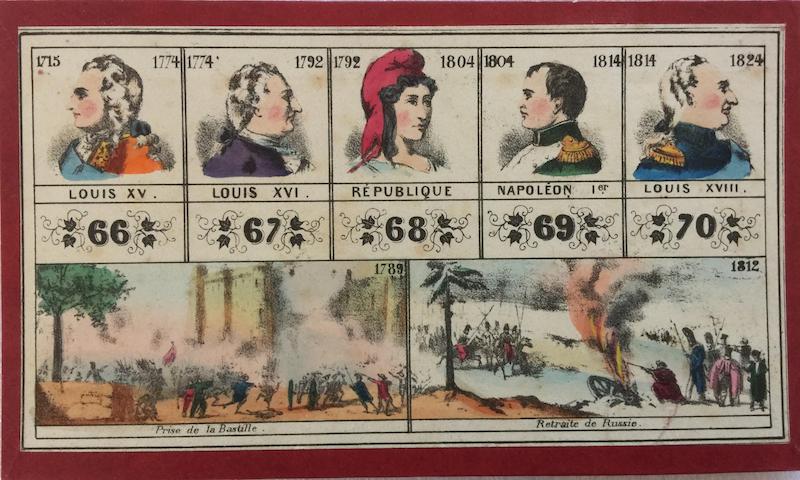 1715 1774 1774 1792 1792 1804 1804 1814 1814 1824
LOUIS XV. LOUIS XVI. RÉPUBLIQUE NAPOLÉON Ier LOUIS XVIII.
66 67 68 69 70
1789 1812
Prise de la Bastille. Retraite de Russie.